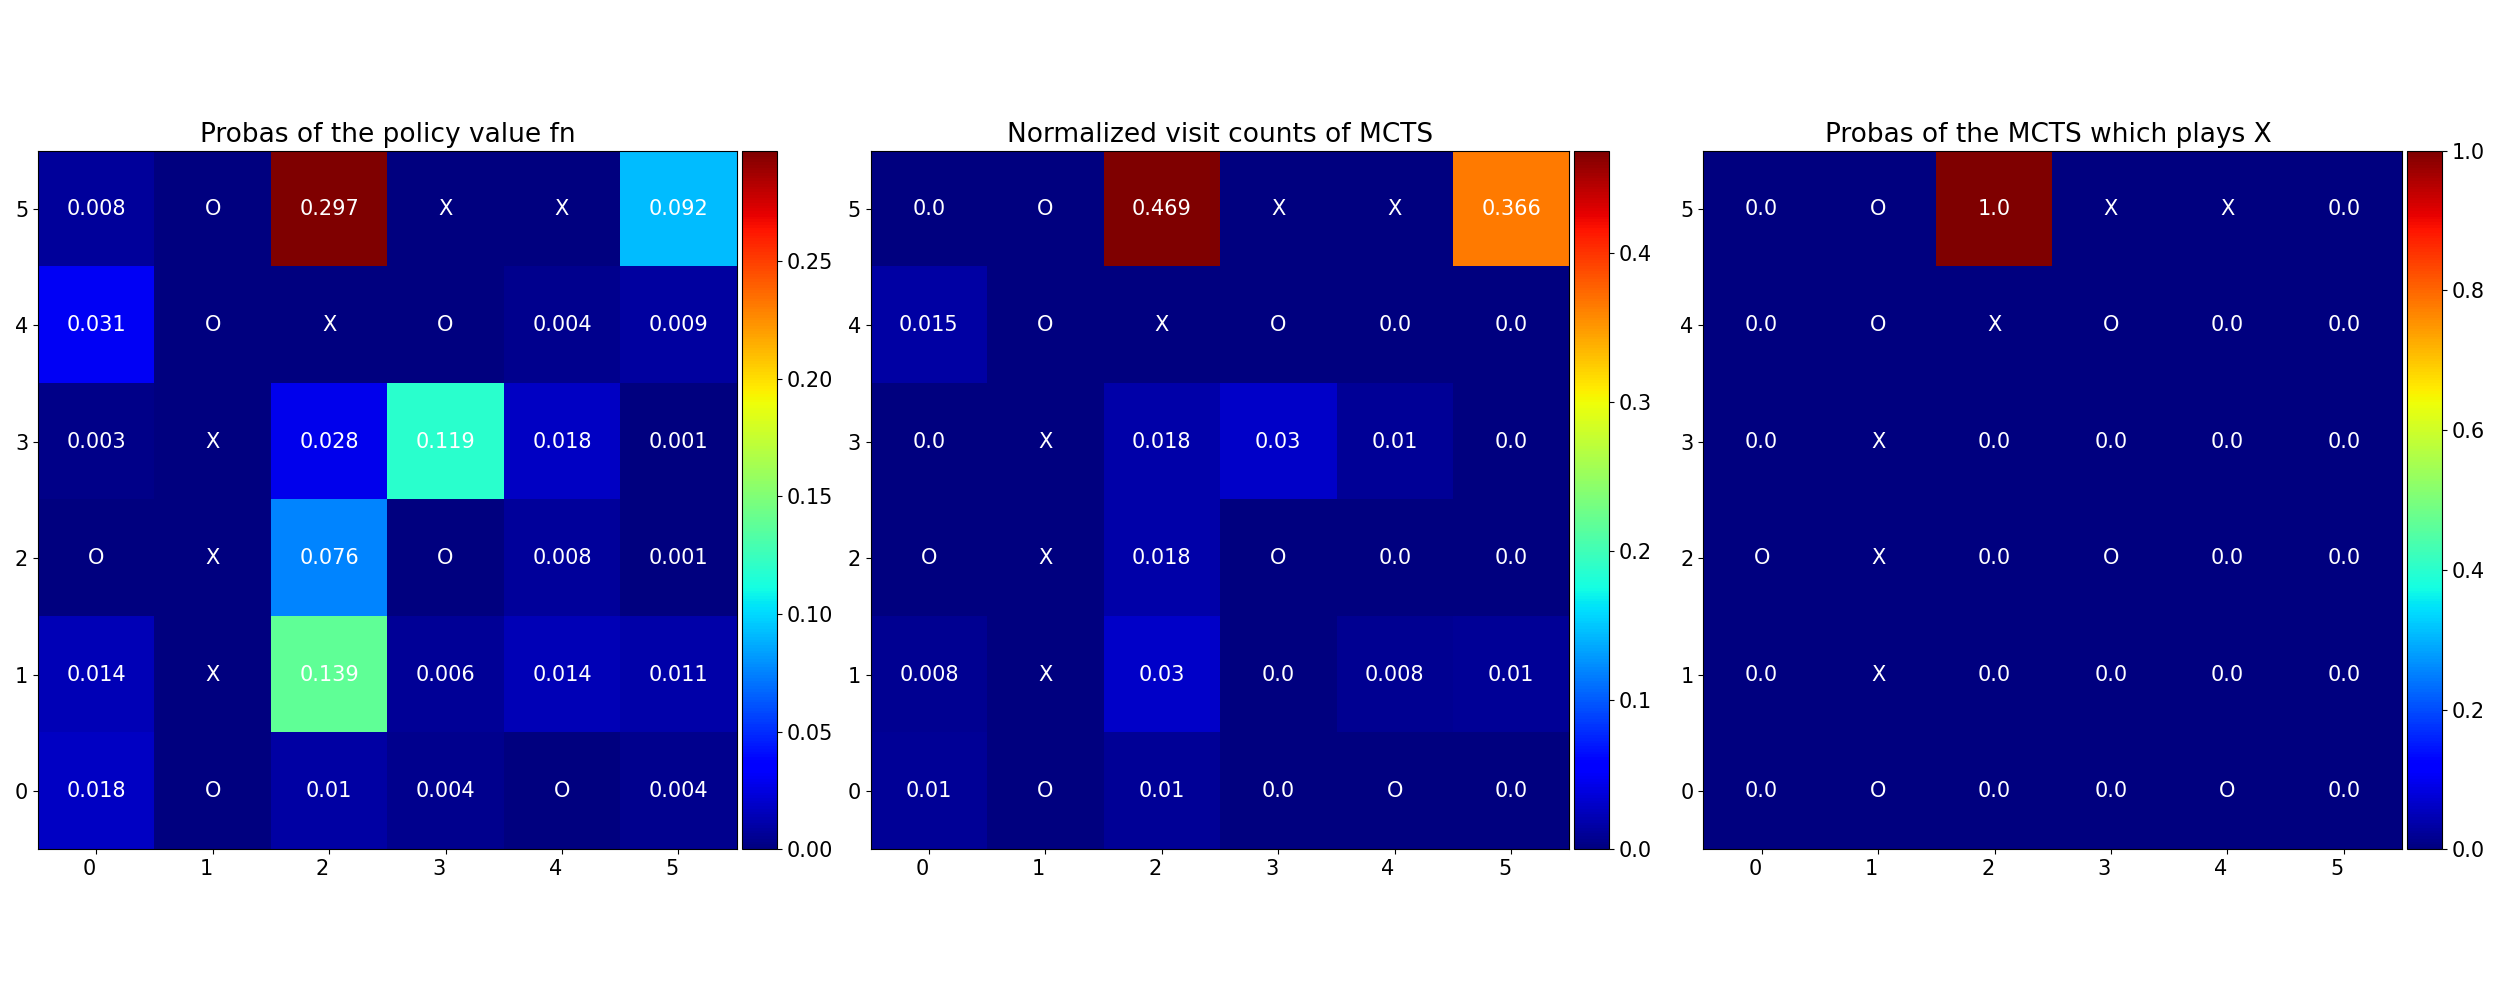 Probas of the policy value fn
5 0.008 O 0.297 X X 0.092
4 0.031 O X O 0.004 0.009
3 0.003 X 0.028 0.119 0.018 0.001
2 O X 0.076 O 0.008 0.001
1 0.014 X 0.139 0.006 0.014 0.011
0 0.018 O 0.01 0.004 O 0.004
0 1 2 3 4 5
0.25
0.20
0.15
0.10
0.05
0.00
Normalized visit counts of MCTS
5 0.0 O 0.469 X X 0.366
4 0.015 O X O 0.0 0.0
3 0.0 X 0.018 0.03 0.01 0.0
2 O X 0.018 O 0.0 0.0
1 0.008 X 0.03 0.0 0.008 0.01
0 0.01 O 0.01 0.0 O 0.0
0 1 2 3 4 5
0.4
0.3
0.2
0.1
0.0
Probas of the MCTS which plays X
5 0.0 O 1.0 X X 0.0
4 0.0 O X O 0.0 0.0
3 0.0 X 0.0 0.0 0.0 0.0
2 O X 0.0 O 0.0 0.0
1 0.0 X 0.0 0.0 0.0 0.0
0 0.0 O 0.0 0.0 O 0.0
0 1 2 3 4 5
1.0
0.8
0.6
0.4
0.2
0.0